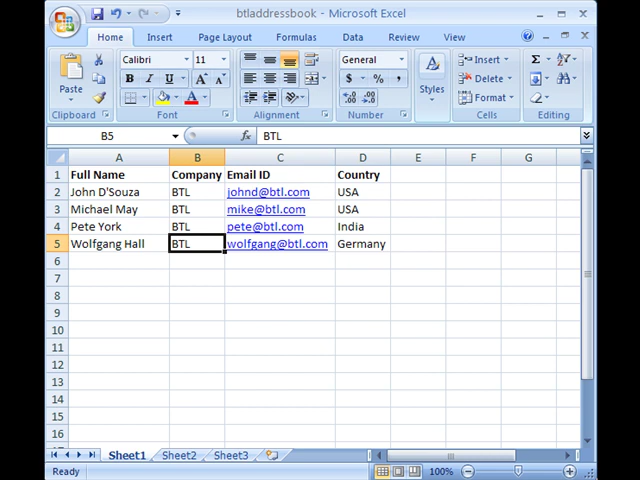 btladdressbook - Microsoft Excel
Home Insert Page Layout Formulas Data Review View
Paste
Clipboard
Calibri 11
B I U A A
Font
Alignment
General
$ % ,
Number
A
Styles
Insert
Delete
Format
Cells
Σ
Editing
B5 fx BTL
A B C D E F G
1 Full Name Company Email ID Country
2 John D'Souza BTL johnd@btl.com USA
3 Michael May BTL mike@btl.com USA
4 Pete York BTL pete@btl.com India
5 Wolfgang Hall BTL wolfgang@btl.com Germany
6
7
8
9
10
11
12
13
14
15
16
Sheet1 Sheet2 Sheet3
Ready 100%